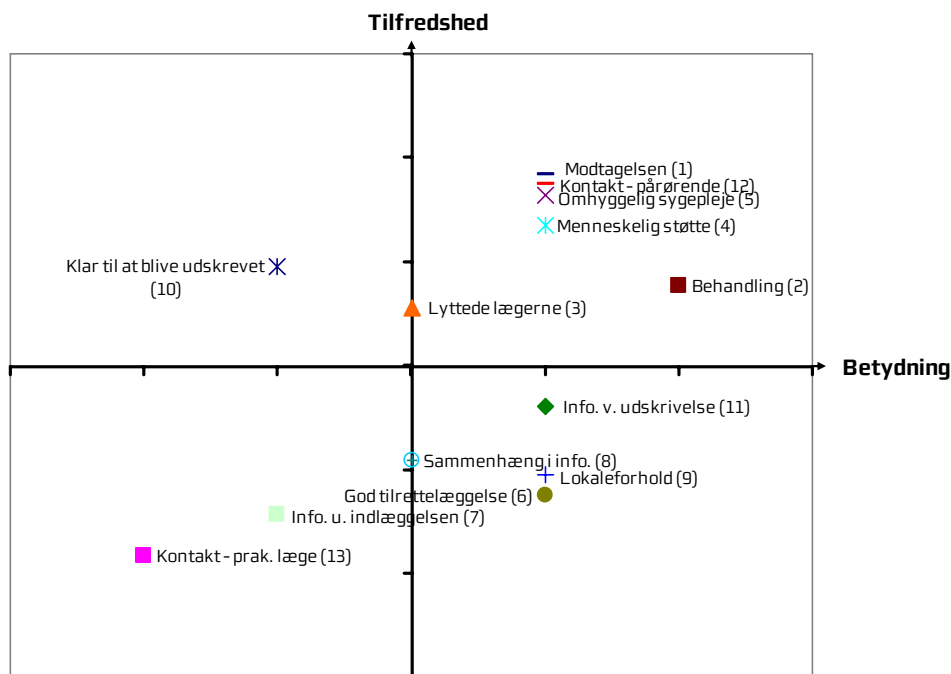 Tilfredshed
Modtagelsen (1)
Kontakt - pårørende (12)
Omhyggelig sygepleje (5)
Menneskelig støtte (4)
Klar til at blive udskrevet
(10)
Behandling (2)
Lyttede lægerne (3)
Betydning
Info. v. udskrivelse (11)
Sammenhæng i info. (8)
Lokaleforhold (9)
God tilrettelæggelse (6)
Info. u. indlæggelsen (7)
Kontakt - prak. læge (13)